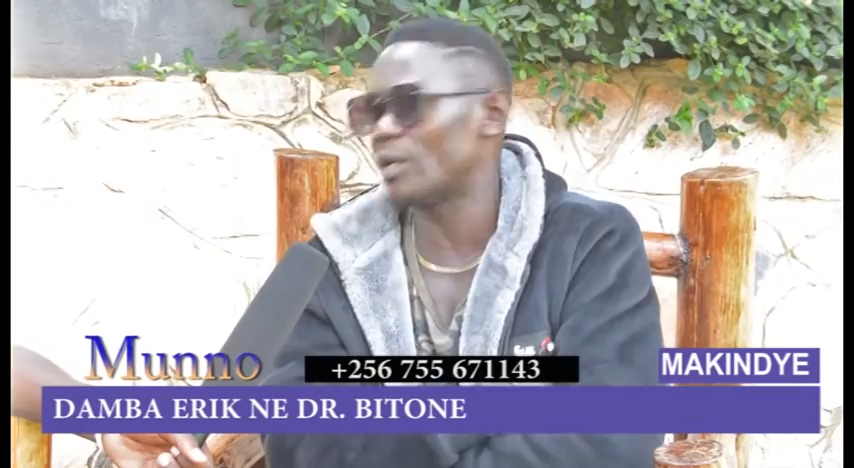 Munno
+256 755 671143
MAKINDYE
DAMBA ERIK NE DR. BITONE